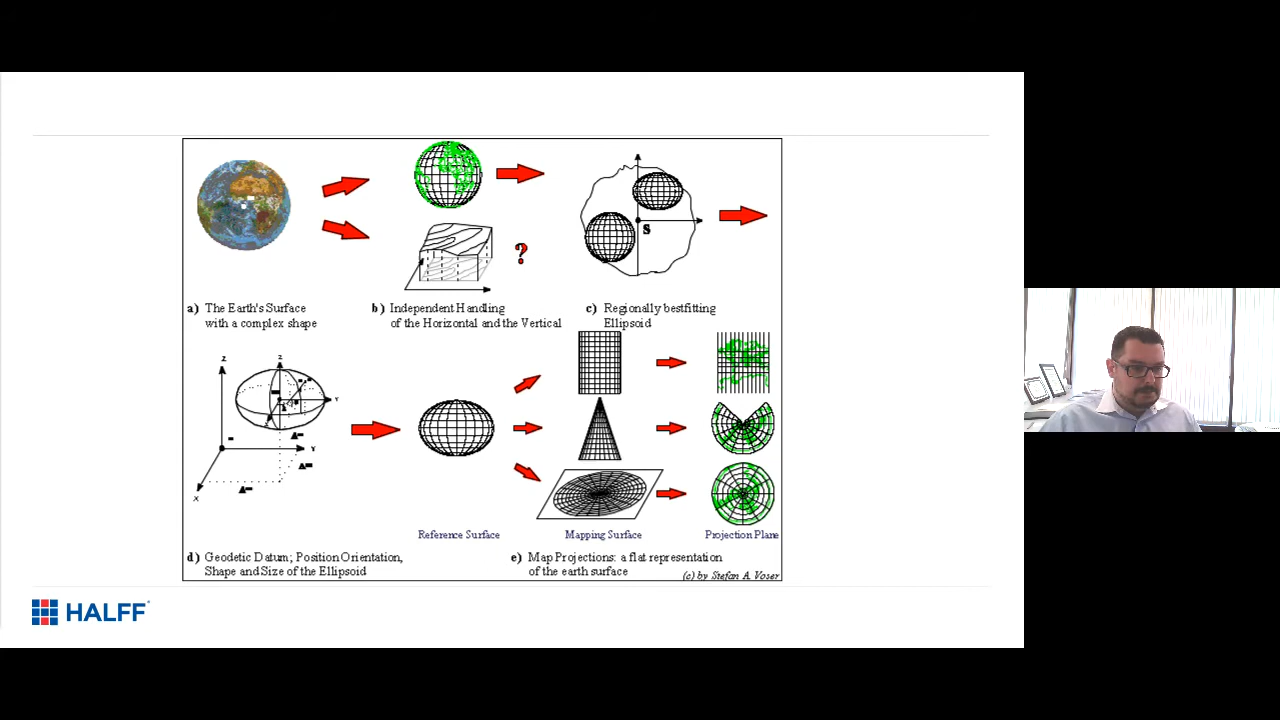 ?
S
a) The Earth's Surface
with a complex shape
b) Independent Handling
of the Horizontal and the Vertical
c) Regionally bestfitting
Ellipsoid
Z
Z
Y
Y
X
Reference Surface
Mapping Surface
Projection Plane
d) Geodetic Datum; Position Orientation,
Shape and Size of the Ellipsoid
e) Map Projections: a flat representation
of the earth surface
(c) by Stefan A. Voser
HALFF